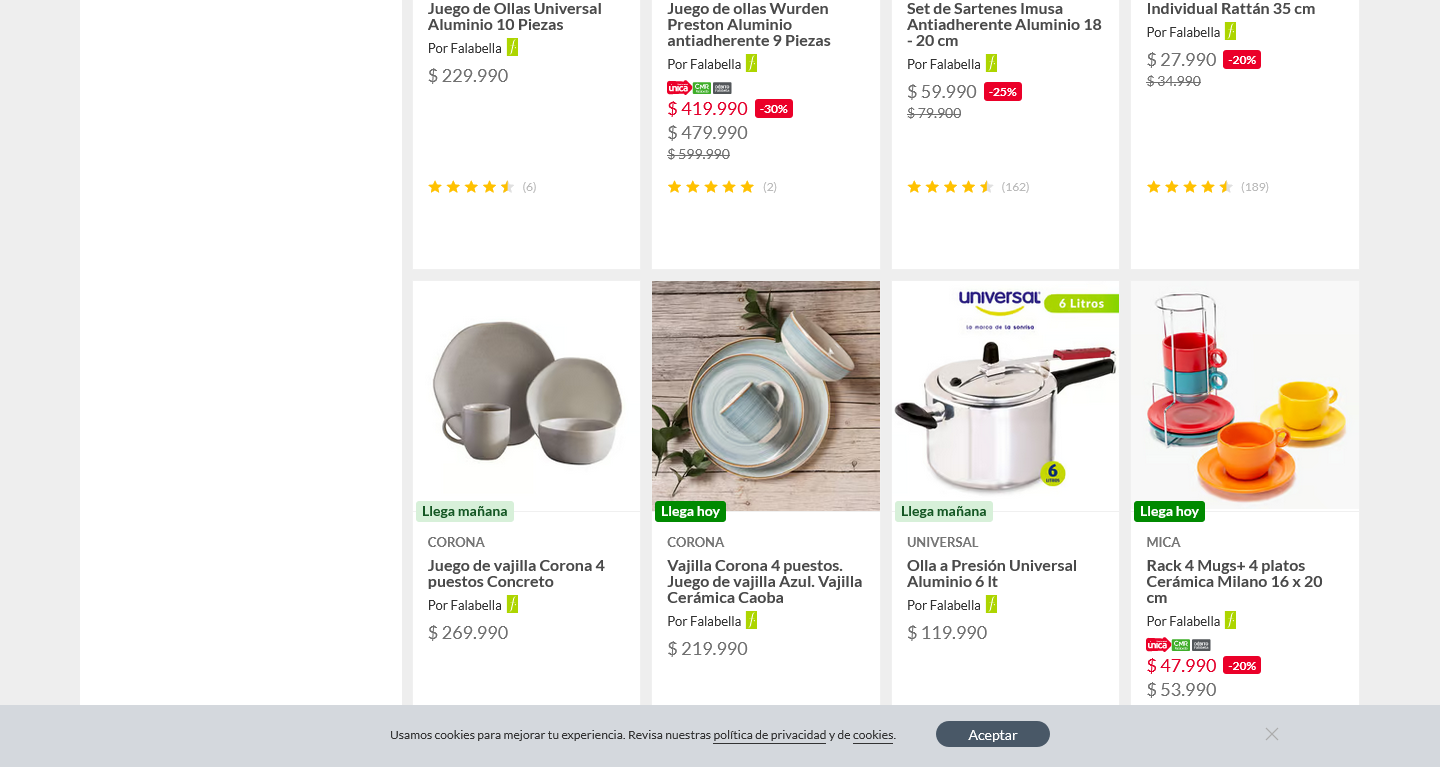 Juego de Ollas Universal
Aluminio 10 Piezas
Por Falabella
$ 229.990
(6)
Juego de ollas Wurden
Preston Aluminio
antiadherente 9 Piezas
Por Falabella
única CMR
$ 419.990 -30%
$ 479.990
$ 599.990
(2)
Set de Sartenes Imusa
Antiadherente Aluminio 18
- 20 cm
Por Falabella
$ 59.990 -25%
$ 79.900
(162)
Individual Rattán 35 cm
Por Falabella
$ 27.990 -20%
$ 34.990
(189)
Llega mañana
CORONA
Juego de vajilla Corona 4
puestos Concreto
Por Falabella
$ 269.990
Llega hoy
CORONA
Vajilla Corona 4 puestos.
Juego de vajilla Azul. Vajilla
Cerámica Caoba
Por Falabella
$ 219.990
universal
6 Litros
la marca de la sonrisa
6
LITROS
Llega mañana
UNIVERSAL
Olla a Presión Universal
Aluminio 6 lt
Por Falabella
$ 119.990
Llega hoy
MICA
Rack 4 Mugs+ 4 platos
Cerámica Milano 16 x 20
cm
Por Falabella
única CMR
$ 47.990 -20%
$ 53.990
Usamos cookies para mejorar tu experiencia. Revisa nuestras política de privacidad y de cookies.
Aceptar